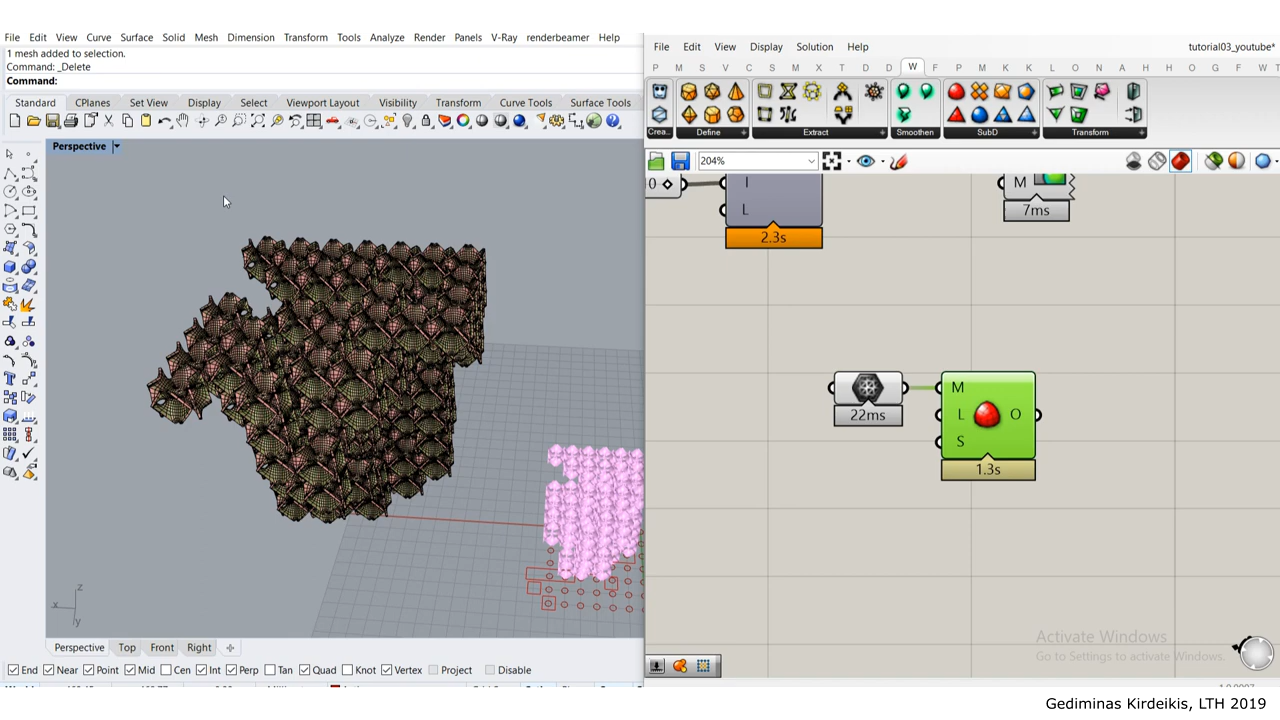 File Edit View Curve Surface Solid Mesh Dimension Transform Tools Analyze Render Panels V-Ray renderbeamer Help
1 mesh added to selection.
Command: _Delete
Command:
Standard CPlanes Set View Display Select Viewport Layout Visibility Transform Curve Tools Surface Tools
Perspective
z
x
y
Perspective Top Front Right
End Near Point Mid Cen Int Perp Tan Quad Knot Vertex Project Disable
File Edit View Display Solution Help tutorial03_youtube*
P M S V C S T M X T D D W F P M K K L O N A H H O G F W T
Crea... Define Extract Smoothen SubD Transform
204%
0 I M
L 7ms
2.3s
M
L O
S
22ms
1.3s
Activate Windows
Go to Settings to activate Windows.
Gediminas Kirdeikis, LTH 2019